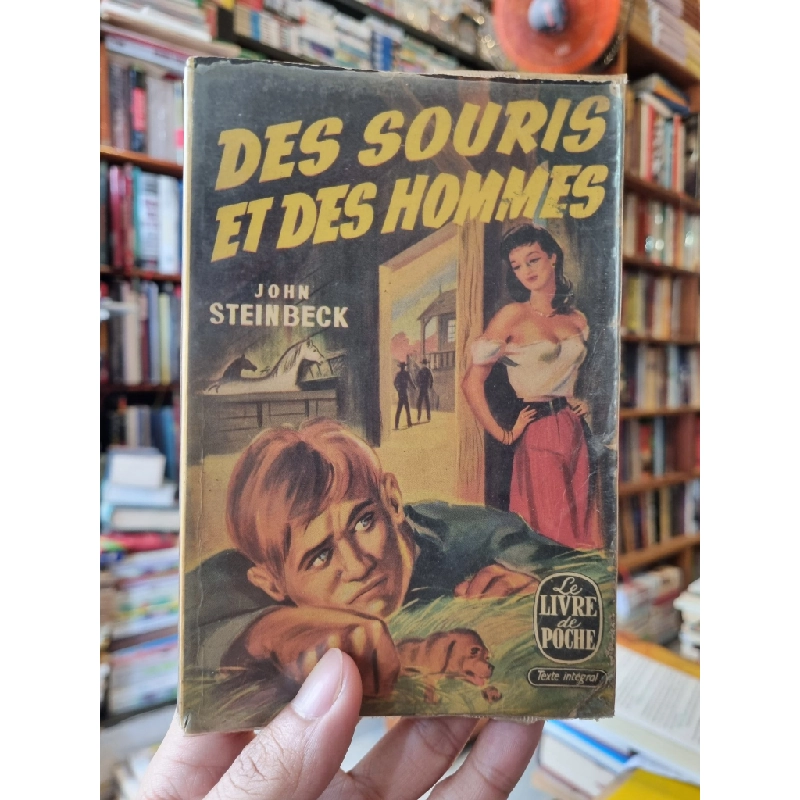 DES SOURIS
ET DES HOMMES
JOHN
STEINBECK
Le
LIVRE
de
POCHE
Texte intégral